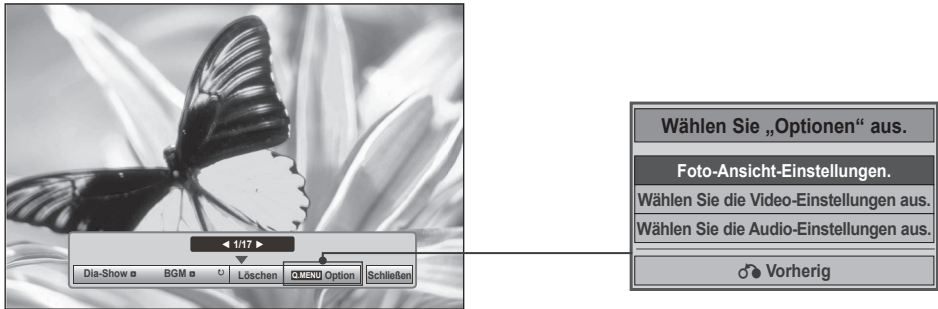 ◀ 1/17 ▶
Dia-Show BGM Löschen Q.MENU Option Schließen
Wählen Sie „Optionen“ aus.
Foto-Ansicht-Einstellungen.
Wählen Sie die Video-Einstellungen aus.
Wählen Sie die Audio-Einstellungen aus.
Vorherig